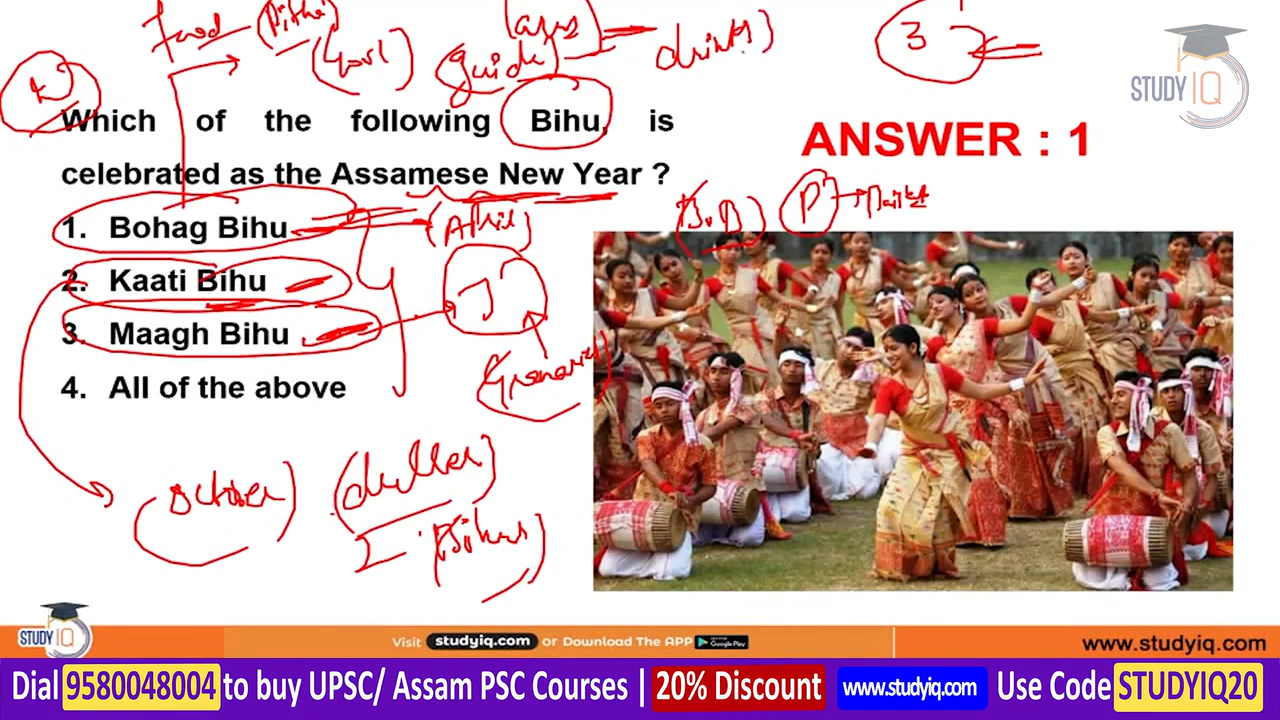 food
guide
drinks)
3
STUDY IQ
Which of the following Bihu, is
celebrated as the Assamese New Year ?
ANSWER : 1
1. Bohag Bihu
(April)
2. Kaati Bihu
J
3. Maagh Bihu
4. All of the above
October)
STUDY IQ
Visit studyiq.com or Download The APP Google Play
www.studyiq.com
Dial 9580048004 to buy UPSC/ Assam PSC Courses | 20% Discount www.studyiq.com Use Code STUDYIQ20